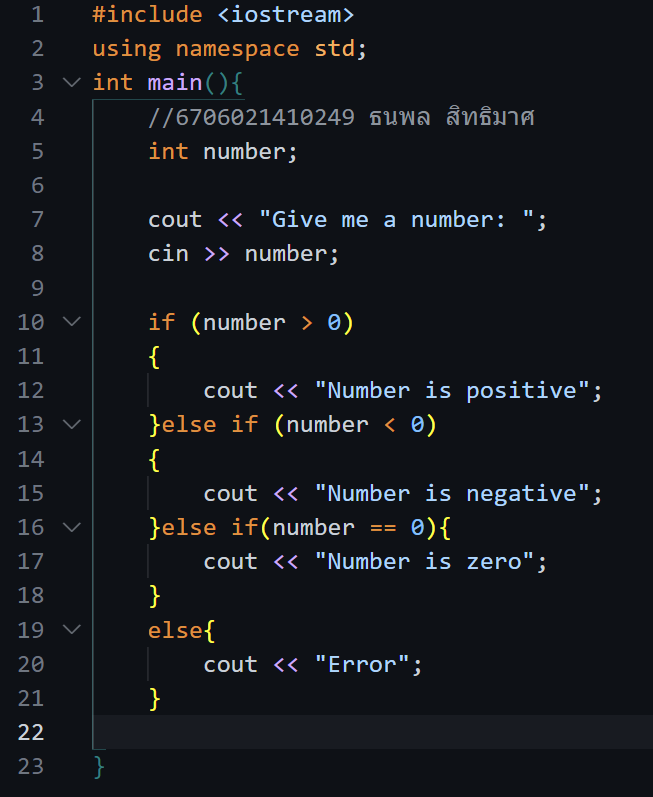 1 #include <iostream>
2 using namespace std;
3 int main(){
4 //6706021410249 ธนพล สิทธิมาศ
5 int number;
6
7 cout << "Give me a number: ";
8 cin >> number;
9
10 if (number > 0)
11 {
12 cout << "Number is positive";
13 }else if (number < 0)
14 {
15 cout << "Number is negative";
16 }else if(number == 0){
17 cout << "Number is zero";
18 }
19 else{
20 cout << "Error";
21 }
22
23 }